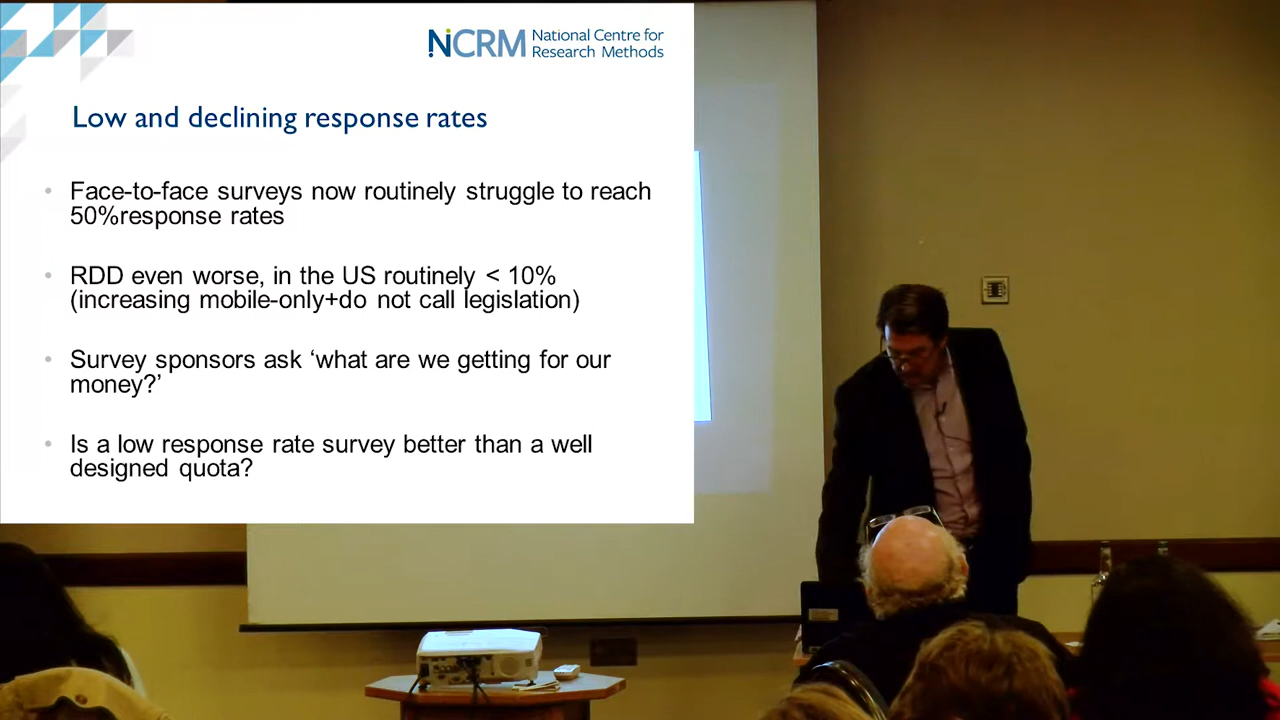 NCRM National Centre for
Research Methods
Low and declining response rates
• Face-to-face surveys now routinely struggle to reach
50%response rates
• RDD even worse, in the US routinely < 10%
(increasing mobile-only+do not call legislation)
• Survey sponsors ask ‘what are we getting for our
money?’
• Is a low response rate survey better than a well
designed quota?